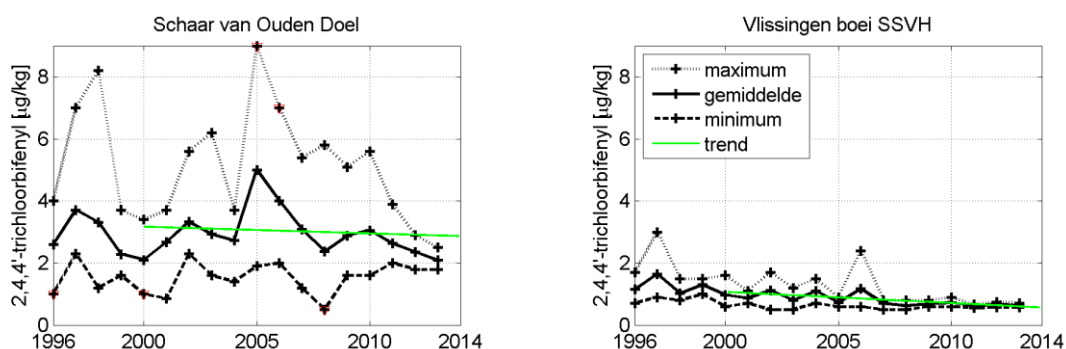 Schaar van Ouden Doel
2,4,4'-trichloorbifenyl [µg/kg]
8
6
4
2
0
1996
2000
2005
2010
2014
Vlissingen boei SSVH
2,4,4'-trichloorbifenyl [µg/kg]
8
6
4
2
0
maximum
gemiddelde
minimum
trend
1996
2000
2005
2010
2014